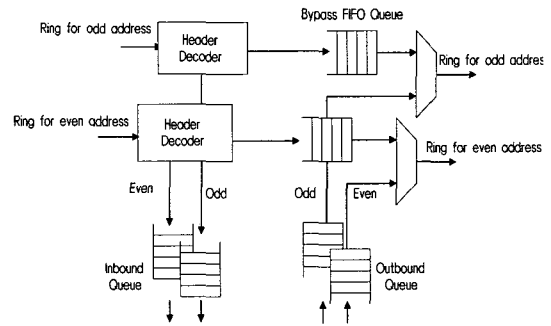 Bypass FIFO Queue
Ring for odd address
Header
Decoder
Ring for odd addres
Ring for even address
Header
Decoder
Ring for even address
Even
Odd
Odd
Even
Inbound
Queue
Outbound
Queue